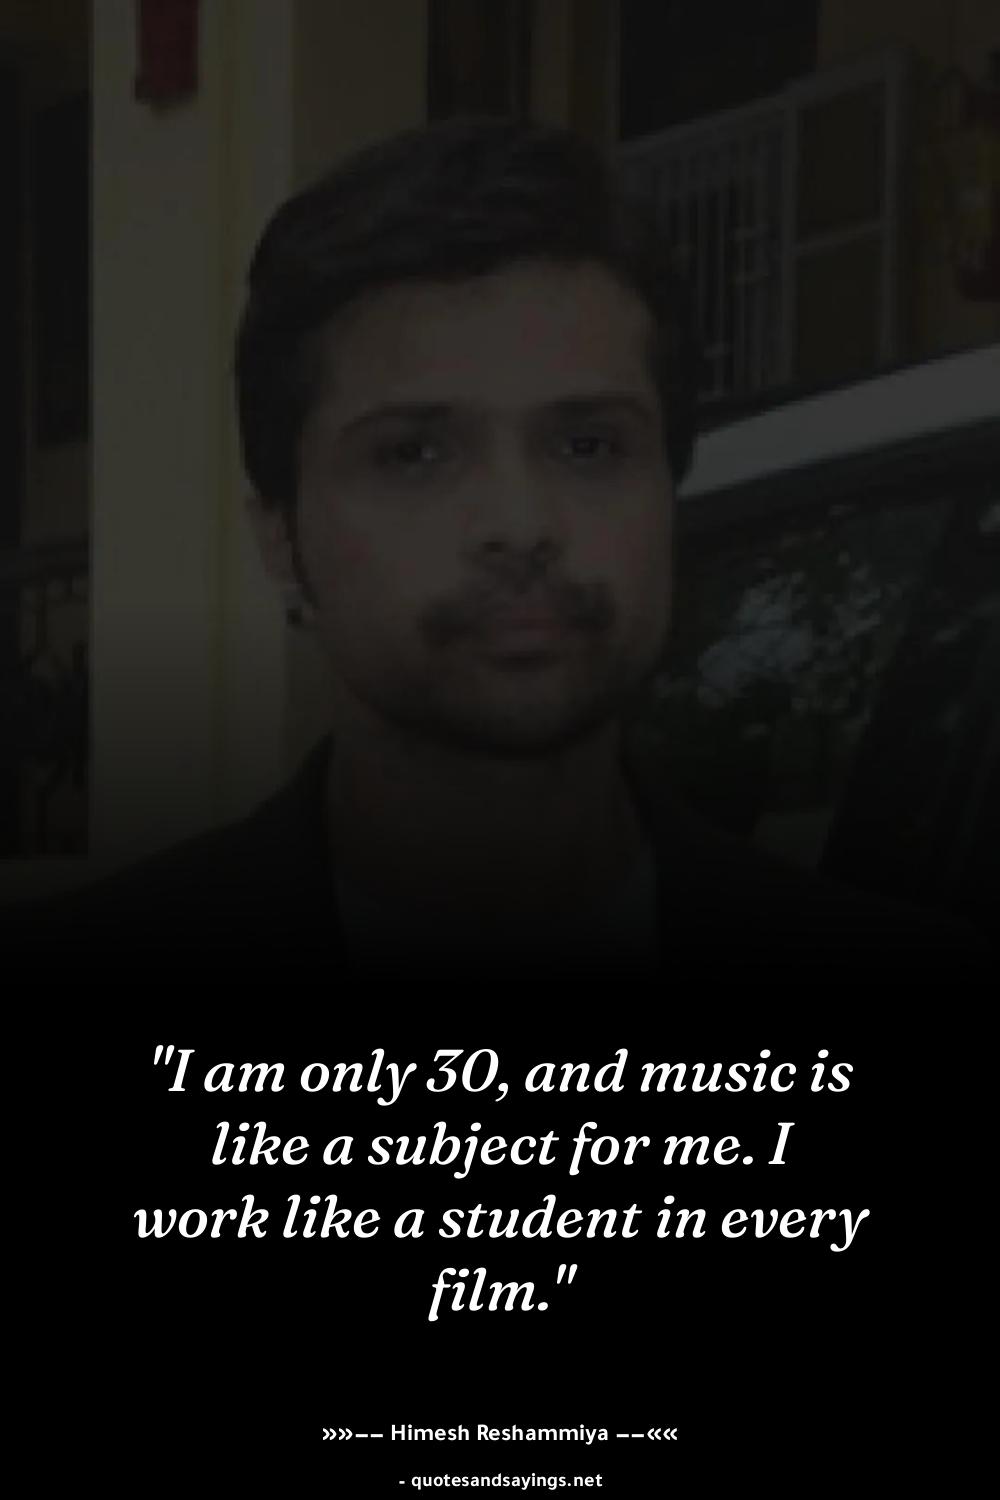 "I am only 30, and music is
like a subject for me. I
work like a student in every
film."
»»−− Himesh Reshammiya −−««
- quotesandsayings.net